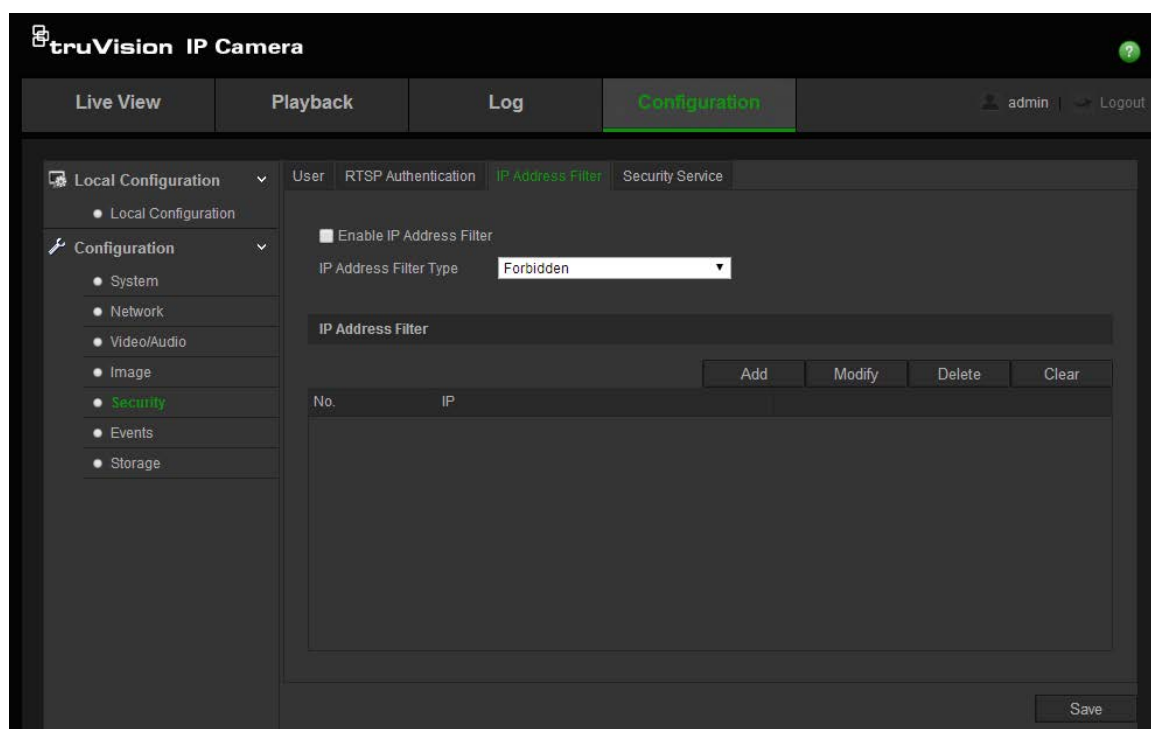 truVision IP Camera
?
Live View Playback Log Configuration admin | Logout
Local Configuration
Local Configuration
Configuration
System
Network
Video/Audio
Image
Security
Events
Storage
User RTSP Authentication IP Address Filter Security Service
Enable IP Address Filter
IP Address Filter Type Forbidden
IP Address Filter
Add Modify Delete Clear
No. IP
Save